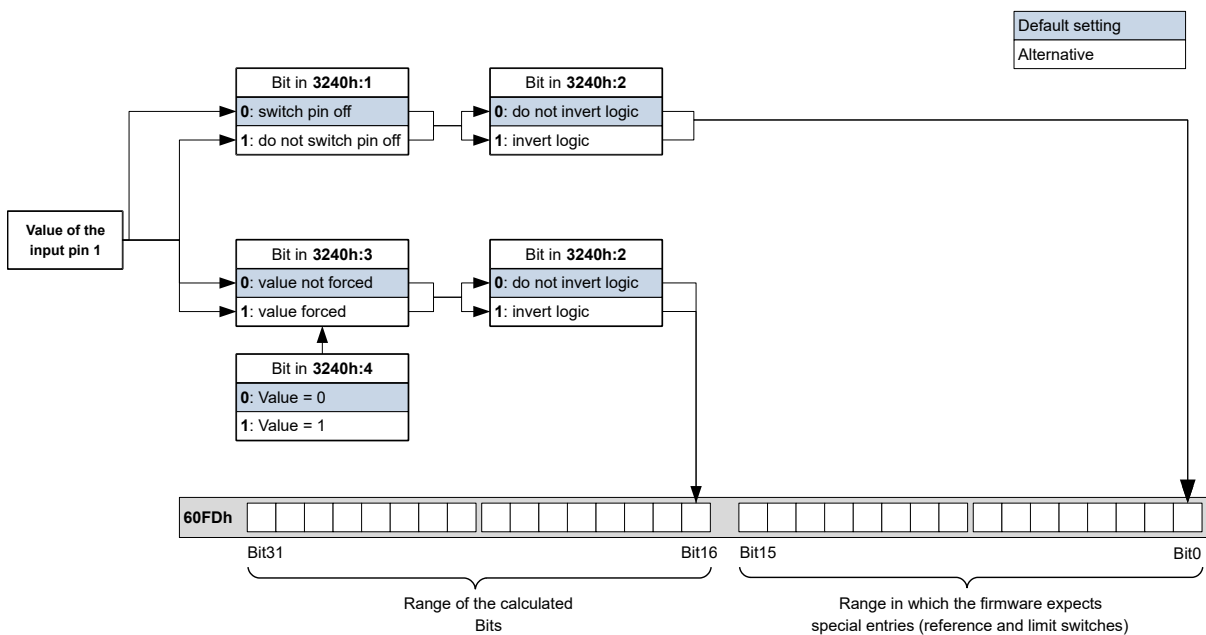 Default setting
Alternative
Bit in 3240h:1
0: switch pin off
1: do not switch pin off
Bit in 3240h:2
0: do not invert logic
1: invert logic
Value of the
input pin 1
Bit in 3240h:3
0: value not forced
1: value forced
Bit in 3240h:2
0: do not invert logic
1: invert logic
Bit in 3240h:4
0: Value = 0
1: Value = 1
60FDh
Bit31
Bit16
Bit15
Bit0
Range of the calculated
Bits
Range in which the firmware expects
special entries (reference and limit switches)